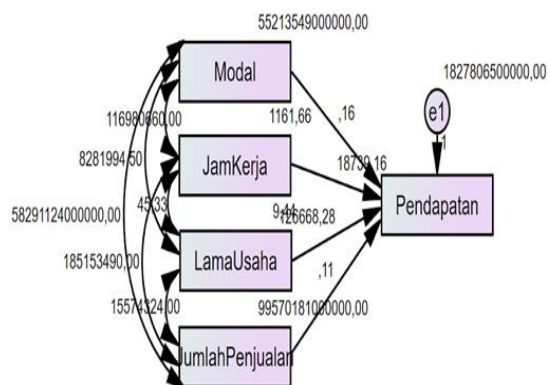 55213549000000,00
Modal
1827806500000,00
116980660,00
1161,66
,16
e1
1
8281994,50
JamKerja
18739,16
Pendapatan
58291124000000,00
45,33
9,44
126668,28
LamaUsaha
185153490,00
,11
15574324,00
99570181000000,00
JumlahPenjualan